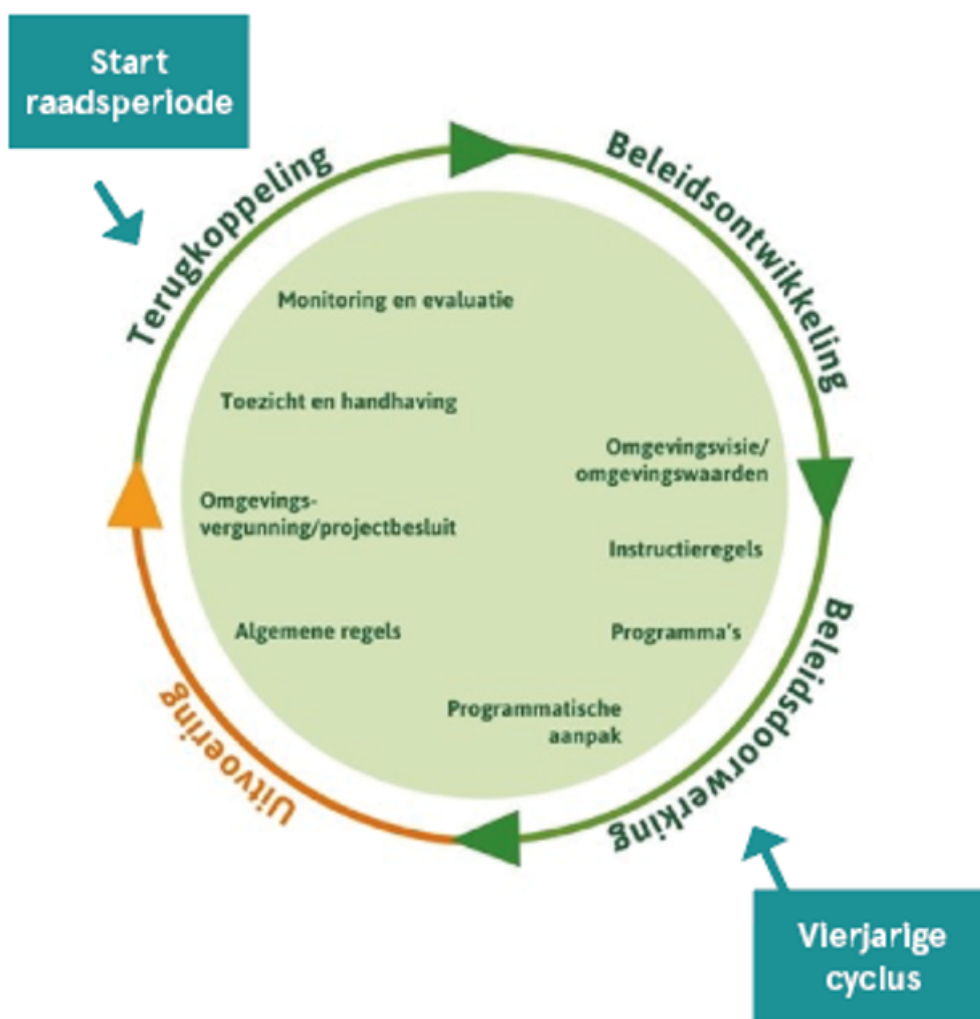 Start
raadsperiode
Terugkoppeling
Beleidsontwikkeling
Monitoring en evaluatie
Toezicht en handhaving
Omgevingsvisie/
omgevingswaarden
Omgevings-
vergunning/projectbesluit
Instructieregels
Algemene regels
Programma's
Programmatische
aanpak
Uitvoering
Beleidsdoorwerking
Vierjarige
cyclus